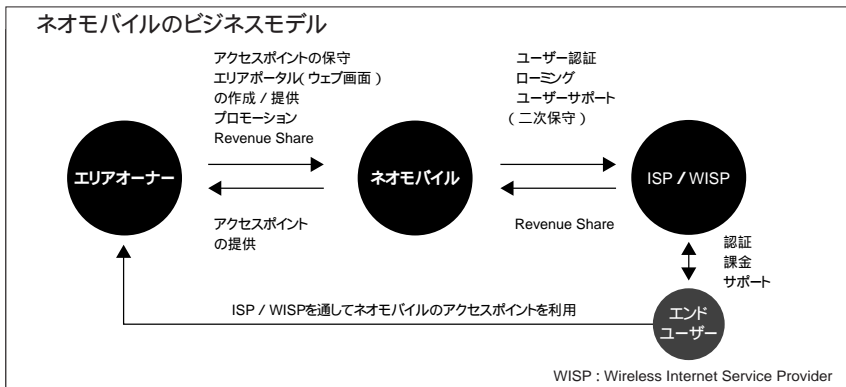 ネオモバイルのビジネスモデル
アクセスポイントの保守
エリアポータル(ウェブ画面)
の作成 / 提供
プロモーション
Revenue Share
ユーザー認証
ローミング
ユーザーサポート
(二次保守)
エリアオーナー
ネオモバイル
ISP / WISP
アクセスポイント
の提供
Revenue Share
認証
課金
サポート
ISP / WISPを通してネオモバイルのアクセスポイントを利用
エンド
ユーザー
WISP : Wireless Internet Service Provider